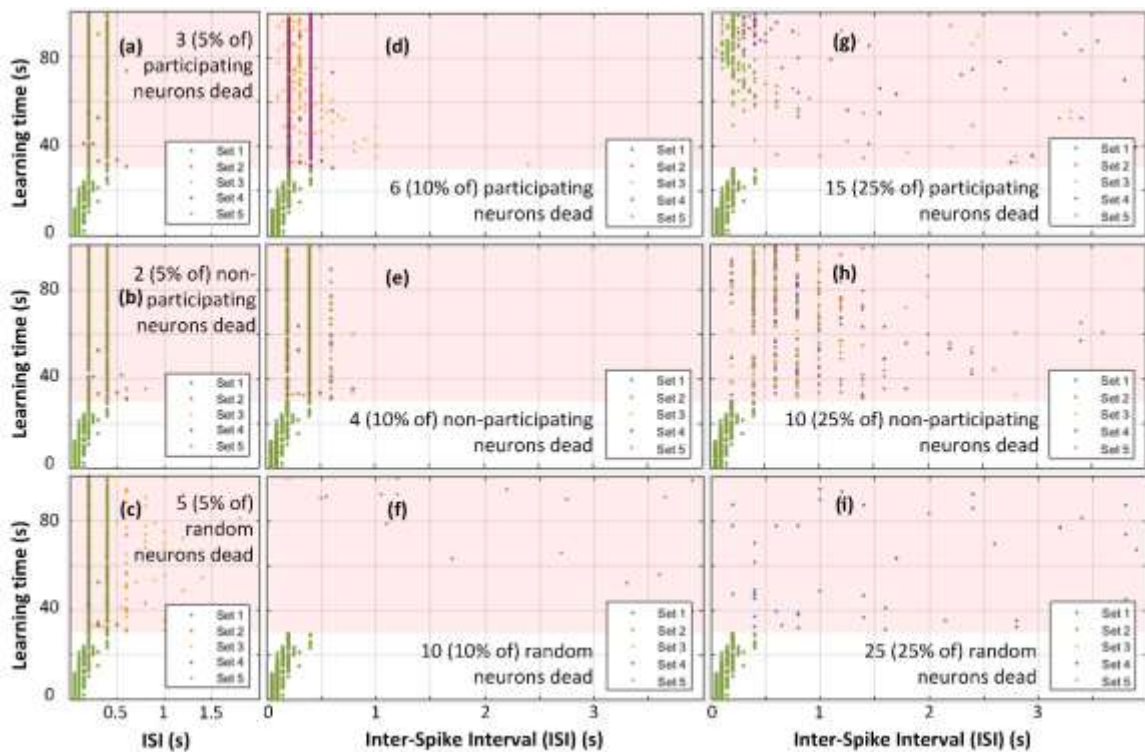 (a)
3 (5% of)
participating
neurons dead
Set 1
Set 2
Set 3
Set 4
Set 5
Learning time (s)
80
40
0
(d)
6 (10% of) participating
neurons dead
Set 1
Set 2
Set 3
Set 4
Set 5
(g)
15 (25% of) participating
neurons dead
Set 1
Set 2
Set 3
Set 4
Set 5
2 (5% of) non-
(b) participating
neurons dead
Set 1
Set 2
Set 3
Set 4
Set 5
Learning time (s)
80
40
0
(e)
4 (10% of) non-participating
neurons dead
Set 1
Set 2
Set 3
Set 4
Set 5
(h)
10 (25% of) non-participating
neurons dead
Set 1
Set 2
Set 3
Set 4
Set 5
(c)
5 (5% of)
random
neurons dead
Set 1
Set 2
Set 3
Set 4
Set 5
Learning time (s)
80
40
0
0.5 1 1.5
ISI (s)
(f)
10 (10% of) random
neurons dead
Set 1
Set 2
Set 3
Set 4
Set 5
0 1 2 3
Inter-Spike Interval (ISI) (s)
(i)
25 (25% of) random
neurons dead
Set 1
Set 2
Set 3
Set 4
Set 5
0 1 2 3
Inter-Spike Interval (ISI) (s)